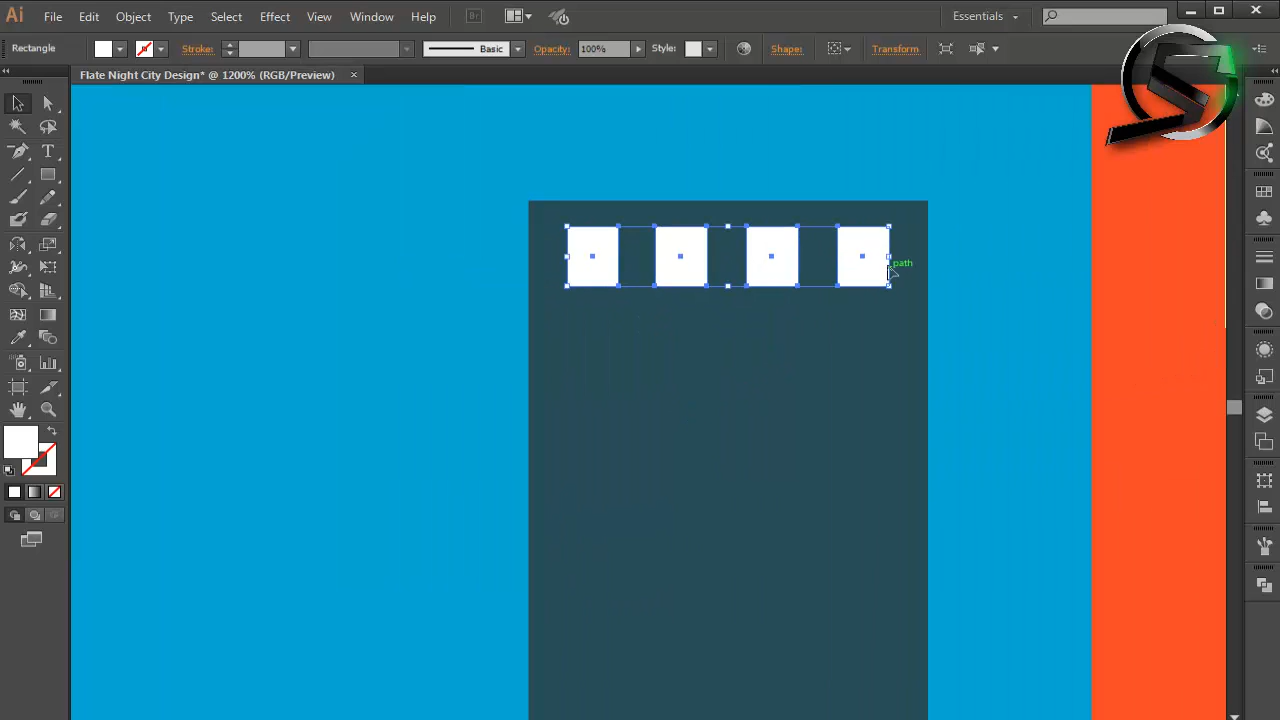 Ai File Edit Object Type Select Effect View Window Help Br Essentials
Rectangle Stroke: Basic Opacity: 100% Style: Shape: Transform
Flate Night City Design* @ 1200% (RGB/Preview)
path